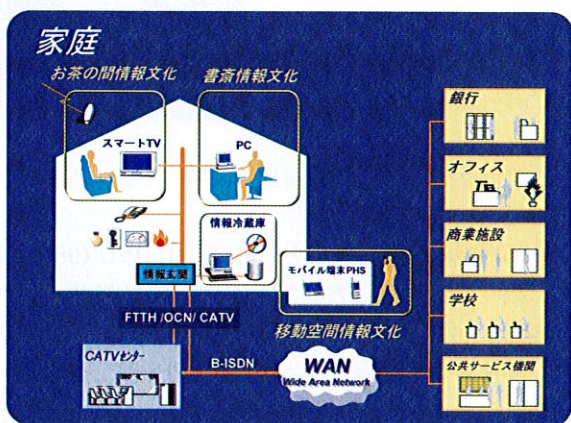 家庭
お茶の間情報文化
書斎情報文化
スマートTV
PC
情報冷蔵庫
情報玄関
モバイル端末PHS
移動空間情報文化
FTTH /OCN/ CATV
CATVセンター
B-ISDN
WAN
Wide Area Network
銀行
オフィス
商業施設
学校
公共サービス機関